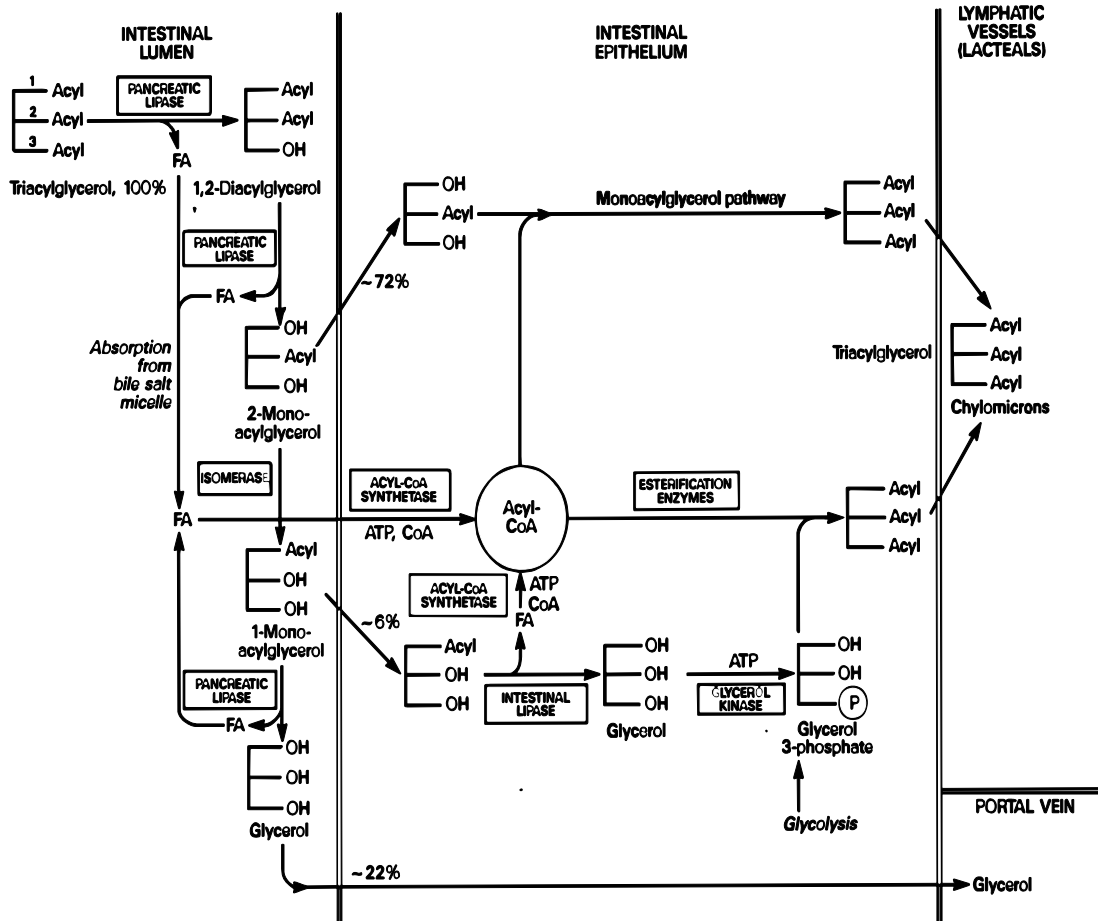 INTESTINAL
LUMEN
INTESTINAL
EPITHELIUM
LYMPHATIC
VESSELS
(LACTEALS)
1 Acyl
2 Acyl
3 Acyl
PANCREATIC
LIPASE
FA
Acyl
Acyl
OH
Triacylglycerol, 100%
1,2-Diacylglycerol
PANCREATIC
LIPASE
FA
OH
Acyl
OH
2-Mono-
acylglycerol
Absorption
from
bile salt
micelle
~72%
OH
Acyl
OH
Monoacylglycerol pathway
Acyl
Acyl
Acyl
Triacylglycerol
Acyl
Acyl
Acyl
Chylomicrons
ISOMERASE
FA
ACYL-CoA
SYNTHETASE
ATP, CoA
Acyl-
CoA
ESTERIFICATION
ENZYMES
Acyl
Acyl
Acyl
Acyl
OH
OH
1-Mono-
acylglycerol
~6%
ACYL-CoA
SYNTHETASE
ATP
CoA
FA
Acyl
OH
OH
INTESTINAL
LIPASE
OH
OH
OH
Glycerol
ATP
GLYCEROL
KINASE
OH
OH
P
Glycerol
3-phosphate
Glycolysis
PANCREATIC
LIPASE
FA
OH
OH
OH
Glycerol
~22%
PORTAL VEIN
Glycerol